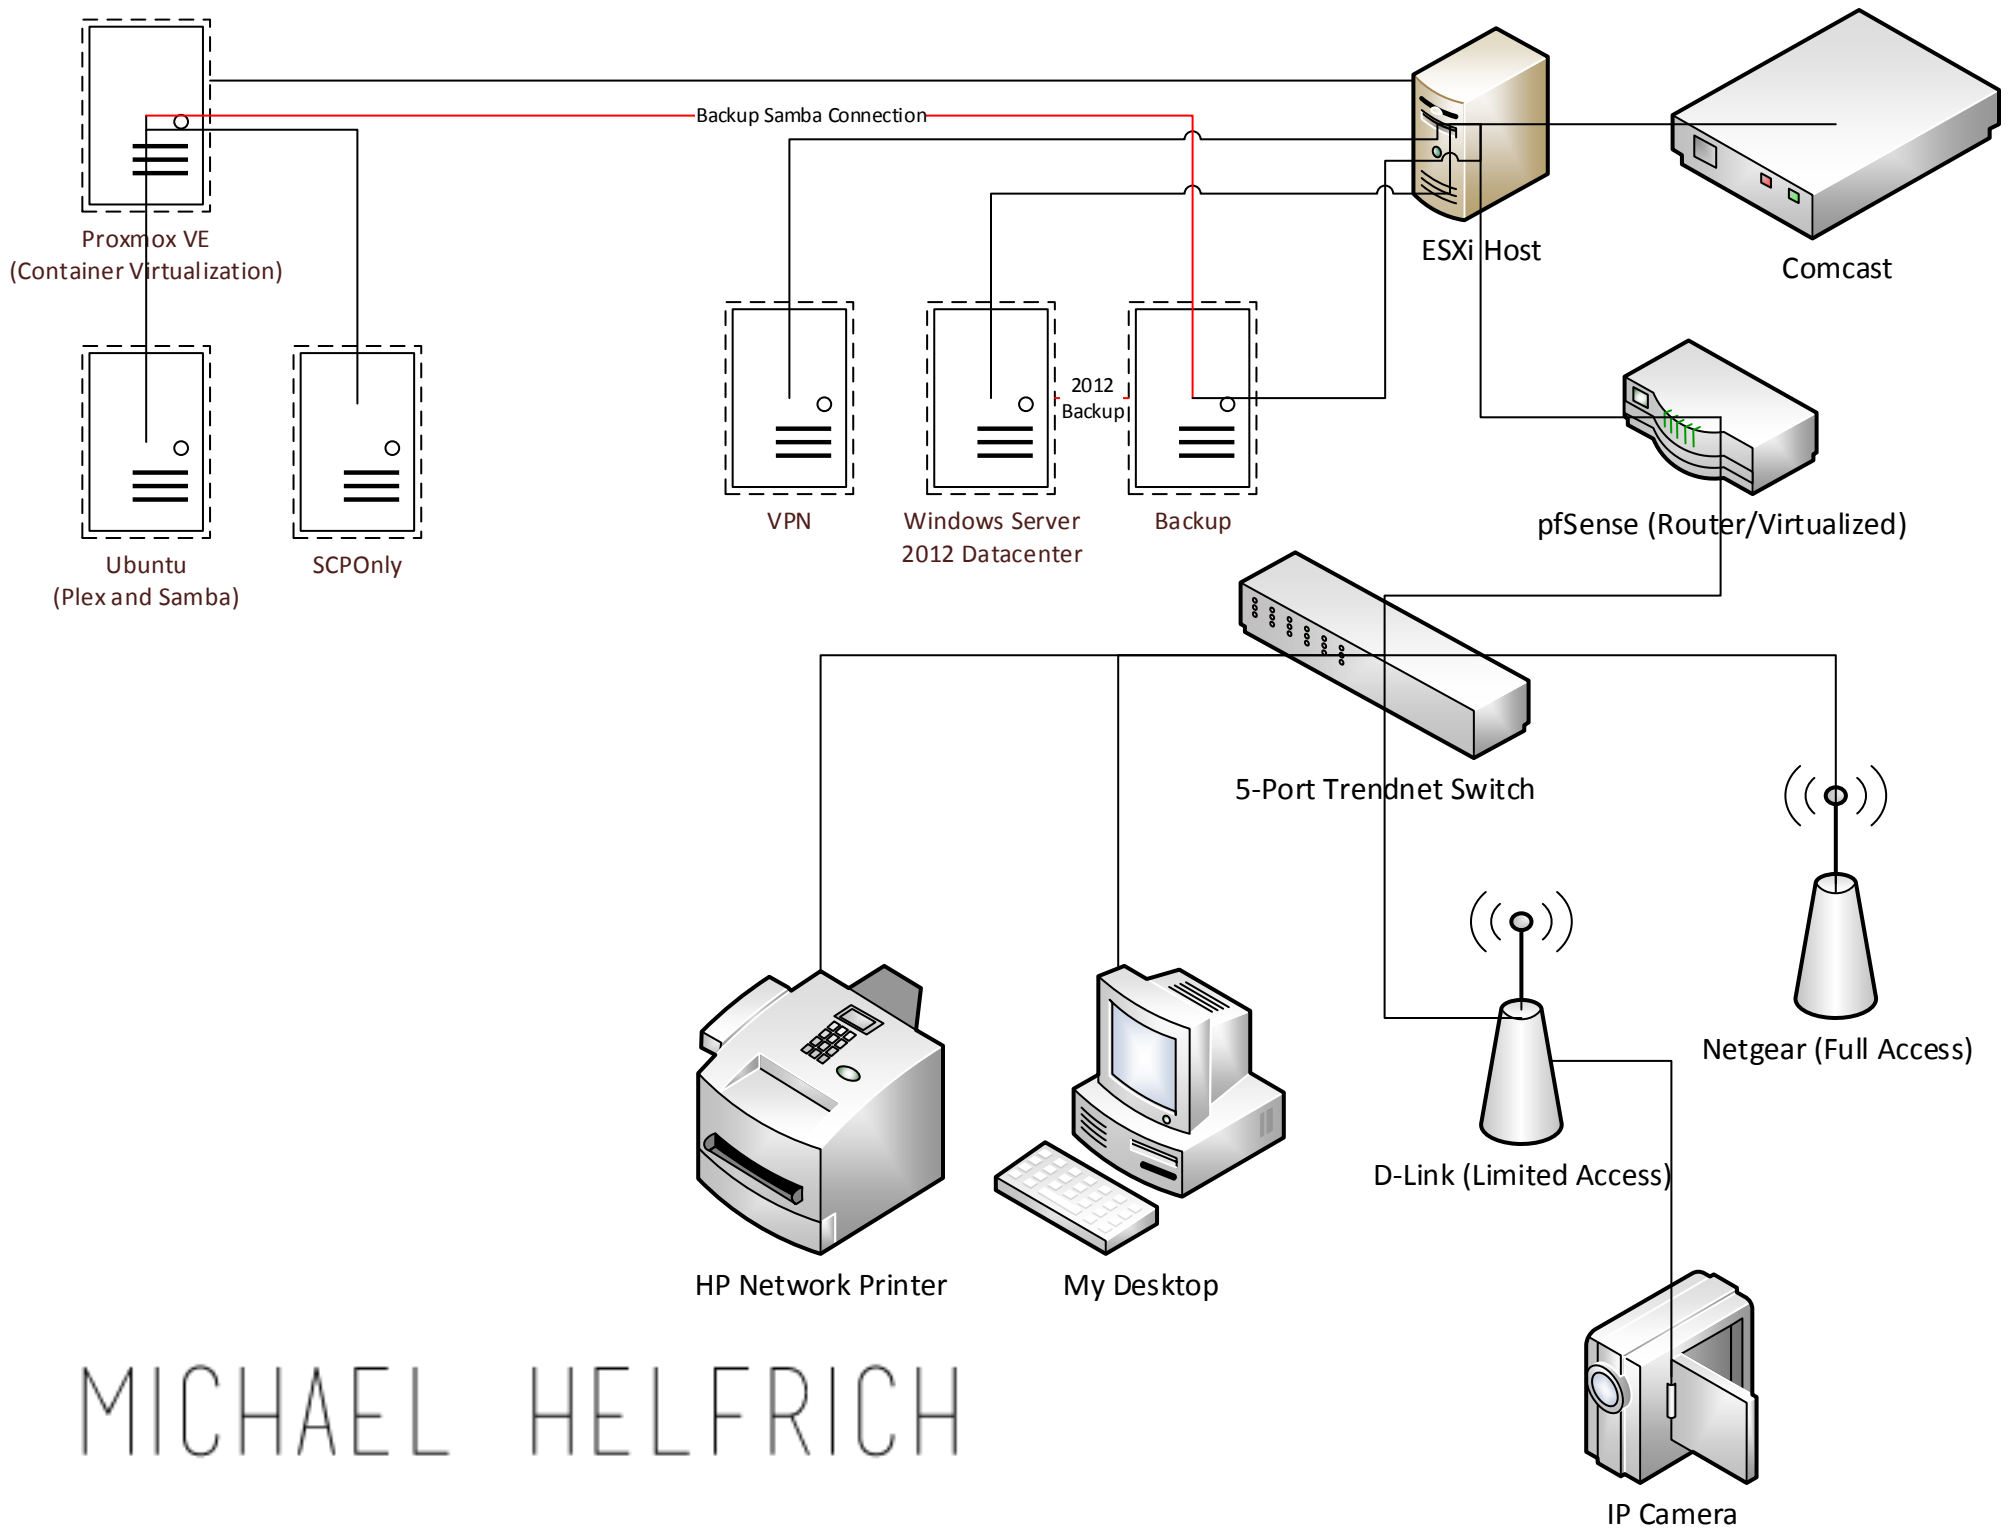 Backup Samba Connection
Proxmox VE
(Container Virtualization)
ESXi Host
Comcast
2012
Backup
VPN
Windows Server
2012 Datacenter
Backup
pfSense (Router/Virtualized)
Ubuntu
(Plex and Samba)
SCPOnly
5-Port Trendnet Switch
Netgear (Full Access)
D-Link (Limited Access)
HP Network Printer
My Desktop
MICHAEL HELFRICH
IP Camera